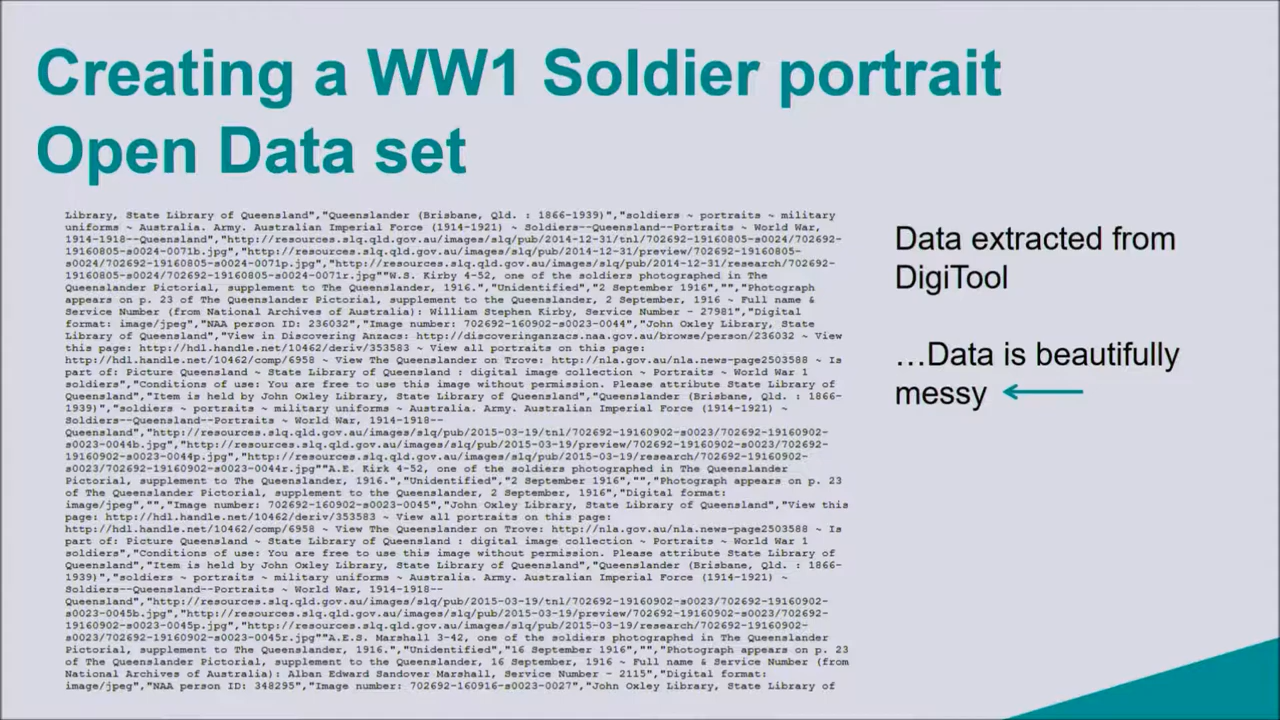 Creating a WW1 Soldier portrait
Open Data set
Library, State Library of Queensland","Queenslander (Brisbane, Qld. : 1866-1939)","soldiers ~ portraits ~ military
uniforms ~ Australia. Army. Australian Imperial Force (1914-1921) ~ Soldiers--Queensland--Portraits ~ World War,
1914-1918--Queensland","http://resources.slq.qld.gov.au/images/slq/pub/2014-12-31/tnl/702692-19160805-s0024/702692-
19160805-s0024-0071b.jpg","http://resources.slq.qld.gov.au/images/slq/pub/2014-12-31/preview/702692-19160805-
s0024/702692-19160805-s0024-0071p.jpg","http://resources.slq.qld.gov.au/images/slq/pub/2014-12-31/research/702692-
19160805-s0024/702692-19160805-s0024-0071r.jpg""W.S. Kirby 4-52, one of the soldiers photographed in The
Queenslander Pictorial, supplement to The Queenslander, 1916.","Unidentified","2 September 1916","","Photograph
appears on p. 23 of The Queenslander Pictorial, supplement to the Queenslander, 2 September, 1916 ~ Full name &
Service Number (from National Archives of Australia): William Stephen Kirby, Service Number - 27981","Digital
format: image/jpeg","NAA person ID: 236032","Image number: 702692-160902-s0023-0044","John Oxley Library, State
Library of Queensland","View in Discovering Anzacs: http://discoveringanzacs.naa.gov.au/browse/person/236032 ~ View
this page: http://hdl.handle.net/10462/deriv/353583 ~ View all portraits on this page:
http://hdl.handle.net/10462/comp/6958 ~ View The Queenslander on Trove: http://nla.gov.au/nla.news-page2503588 ~ Is
part of: Picture Queensland ~ State Library of Queensland : digital image collection ~ Portraits ~ World War 1
soldiers","Conditions of use: You are free to use this image without permission. Please attribute State Library of
Queensland","Item is held by John Oxley Library, State Library of Queensland","Queenslander (Brisbane, Qld. : 1866-
1939)","soldiers ~ portraits ~ military uniforms ~ Australia. Army. Australian Imperial Force (1914-1921) ~
Soldiers--Queensland--Portraits ~ World War, 1914-1918--
Queensland","http://resources.slq.qld.gov.au/images/slq/pub/2015-03-19/tnl/702692-19160902-s0023/702692-19160902-
s0023-0044b.jpg","http://resources.slq.qld.gov.au/images/slq/pub/2015-03-19/preview/702692-19160902-s0023/702692-
19160902-s0023-0044p.jpg","http://resources.slq.qld.gov.au/images/slq/pub/2015-03-19/research/702692-19160902-
s0023/702692-19160902-s0023-0044r.jpg""A.E. Kirk 4-52, one of the soldiers photographed in The Queenslander
Pictorial, supplement to The Queenslander, 1916.","Unidentified","2 September 1916","","Photograph appears on p. 23
of The Queenslander Pictorial, supplement to the Queenslander, 2 September, 1916","Digital format:
image/jpeg","","Image number: 702692-160902-s0023-0045","John Oxley Library, State Library of Queensland","View this
page: http://hdl.handle.net/10462/deriv/353583 ~ View all portraits on this page:
http://hdl.handle.net/10462/comp/6958 ~ View The Queenslander on Trove: http://nla.gov.au/nla.news-page2503588 ~ Is
part of: Picture Queensland ~ State Library of Queensland : digital image collection ~ Portraits ~ World War 1
soldiers","Conditions of use: You are free to use this image without permission. Please attribute State Library of
Queensland","Item is held by John Oxley Library, State Library of Queensland","Queenslander (Brisbane, Qld. : 1866-
1939)","soldiers ~ portraits ~ military uniforms ~ Australia. Army. Australian Imperial Force (1914-1921) ~
Soldiers--Queensland--Portraits ~ World War, 1914-1918--
Queensland","http://resources.slq.qld.gov.au/images/slq/pub/2015-03-19/tnl/702692-19160902-s0023/702692-19160902-
s0023-0045b.jpg","http://resources.slq.qld.gov.au/images/slq/pub/2015-03-19/preview/702692-19160902-s0023/702692-
19160902-s0023-0045p.jpg","http://resources.slq.qld.gov.au/images/slq/pub/2015-03-19/research/702692-19160902-
s0023/702692-19160902-s0023-0045r.jpg""A.E.S. Marshall 3-42, one of the soldiers photographed in The Queenslander
Pictorial, supplement to The Queenslander, 1916.","Unidentified","16 September 1916","","Photograph appears on p. 23
of The Queenslander Pictorial, supplement to the Queenslander, 16 September, 1916 ~ Full name & Service Number (from
National Archives of Australia): Alban Edward Sandover Marshall, Service Number - 2115","Digital format:
image/jpeg","NAA person ID: 348295","Image number: 702692-160916-s0023-0027","John Oxley Library, State Library of
Data extracted from
DigiTool
…Data is beautifully
messy